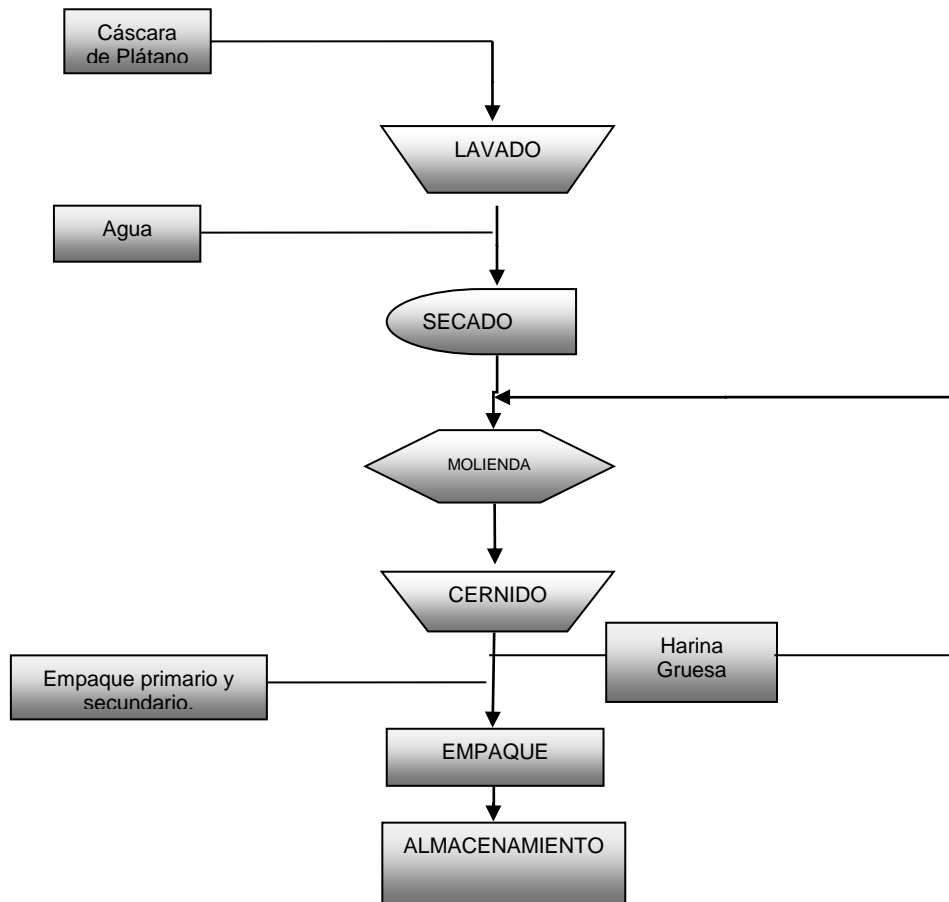 Cáscara
de Plátano
LAVADO
Agua
SECADO
MOLIENDA
CERNIDO
Harina
Gruesa
Empaque primario y
secundario.
EMPAQUE
ALMACENAMIENTO